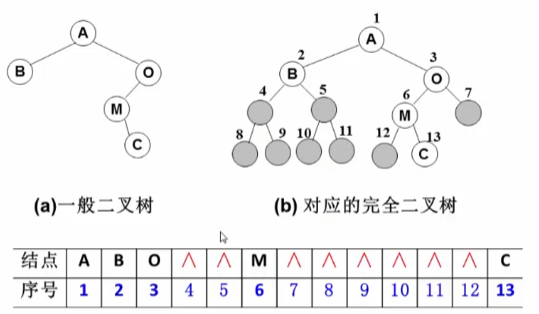 A
B
O
M
C
1
A
2
3
B
O
4
5
6
7
M
8
9
10
11
12
13
C
(a)一般二叉树
(b) 对应的完全二叉树
结点 A B O ∧ ∧ M ∧ ∧ ∧ ∧ ∧ ∧ C
序号 1 2 3 4 5 6 7 8 9 10 11 12 13